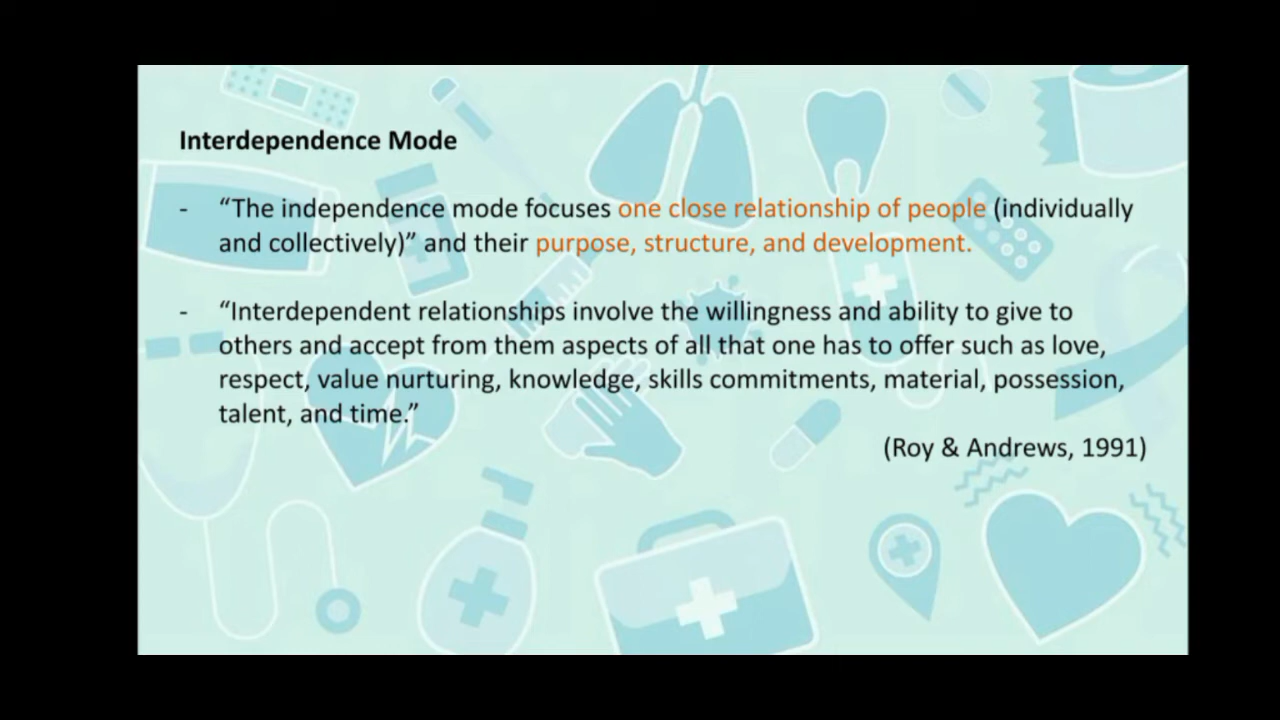 Interdependence Mode
- “The independence mode focuses one close relationship of people (individually
and collectively)” and their purpose, structure, and development.
- “Interdependent relationships involve the willingness and ability to give to
others and accept from them aspects of all that one has to offer such as love,
respect, value nurturing, knowledge, skills commitments, material, possession,
talent, and time.”
(Roy & Andrews, 1991)